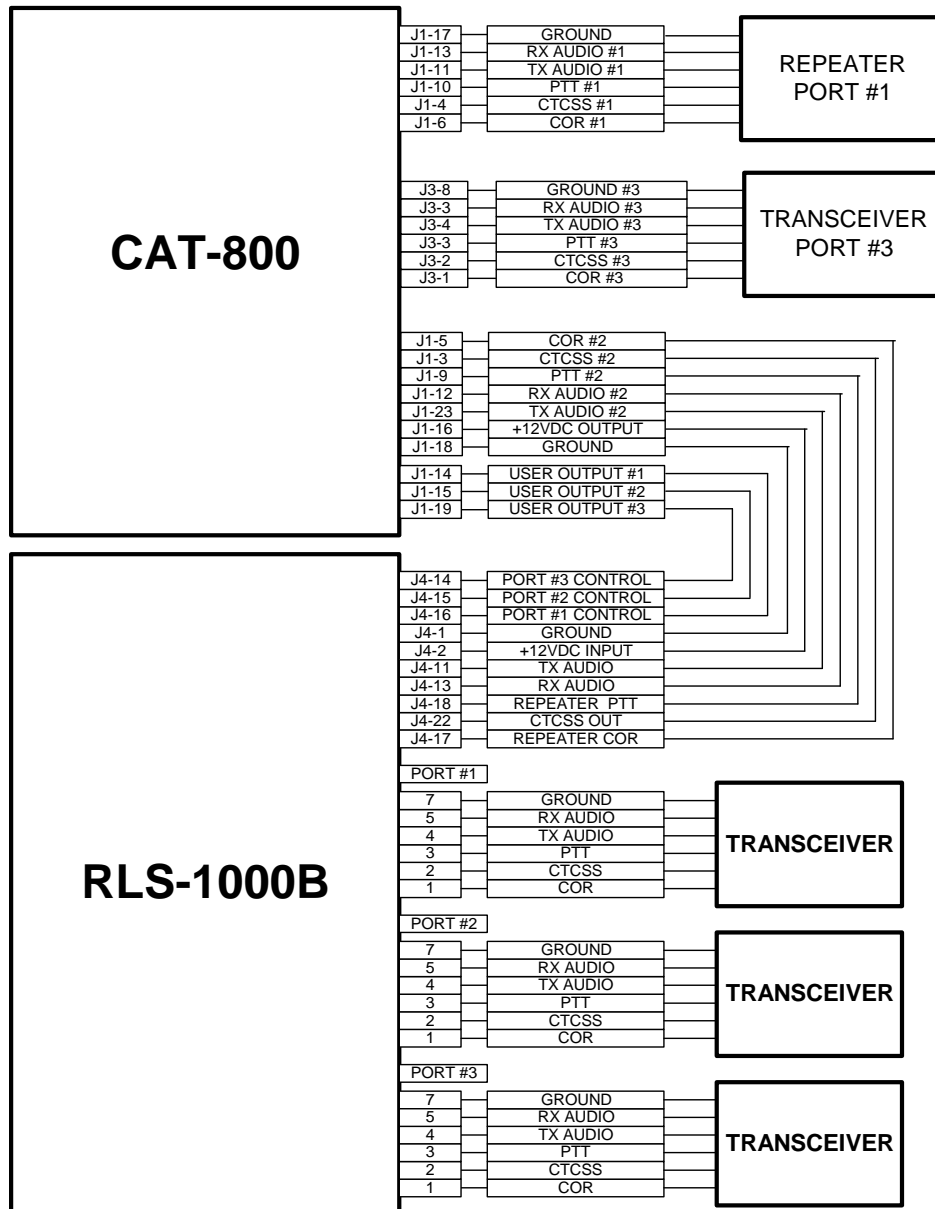 J1-17 GROUND
J1-13 RX AUDIO #1
J1-11 TX AUDIO #1
J1-10 PTT #1
J1-4 CTCSS #1
J1-6 COR #1
REPEATER
PORT #1
CAT-800
J3-8 GROUND #3
J3-3 RX AUDIO #3
J3-4 TX AUDIO #3
J3-3 PTT #3
J3-2 CTCSS #3
J3-1 COR #3
TRANSCEIVER
PORT #3
J1-5 COR #2
J1-3 CTCSS #2
J1-9 PTT #2
J1-12 RX AUDIO #2
J1-23 TX AUDIO #2
J1-16 +12VDC OUTPUT
J1-18 GROUND
J1-14 USER OUTPUT #1
J1-15 USER OUTPUT #2
J1-19 USER OUTPUT #3
RLS-1000B
J4-14 PORT #3 CONTROL
J4-15 PORT #2 CONTROL
J4-16 PORT #1 CONTROL
J4-1 GROUND
J4-2 +12VDC INPUT
J4-11 TX AUDIO
J4-13 RX AUDIO
J4-18 REPEATER PTT
J4-22 CTCSS OUT
J4-17 REPEATER COR
PORT #1
7 GROUND
5 RX AUDIO
4 TX AUDIO
3 PTT
2 CTCSS
1 COR
TRANSCEIVER
PORT #2
7 GROUND
5 RX AUDIO
4 TX AUDIO
3 PTT
2 CTCSS
1 COR
TRANSCEIVER
PORT #3
7 GROUND
5 RX AUDIO
4 TX AUDIO
3 PTT
2 CTCSS
1 COR
TRANSCEIVER